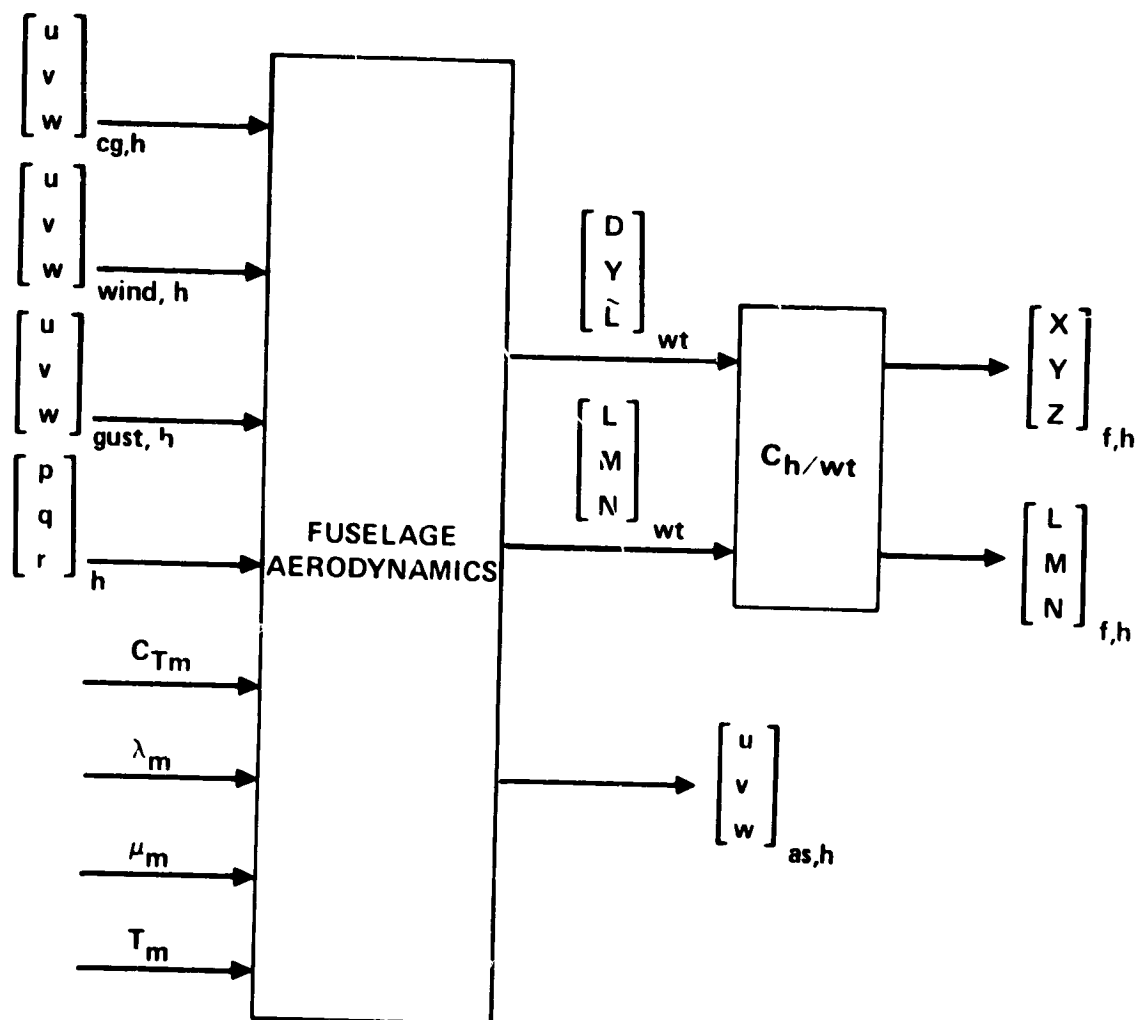 u
v
w
cg,h
u
v
w
wind, h
u
v
w
gust, h
p
q
r
h
C_Tm
λ_m
μ_m
T_m
FUSELAGE
AERODYNAMICS
D
Y
L̃
wt
L
M
N
wt
C_h/wt
X
Y
Z
f,h
L
M
N
f,h
u
v
w
as,h